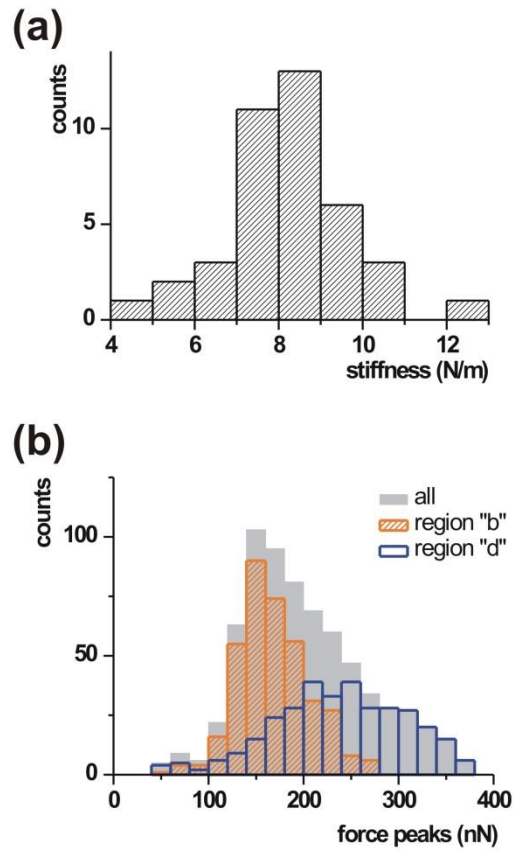 (a)
counts
10
5
0
4 6 8 10 12
stiffness (N/m)
(b)
counts
all
region "b"
region "d"
100
50
0
0 100 200 300 400
force peaks (nN)